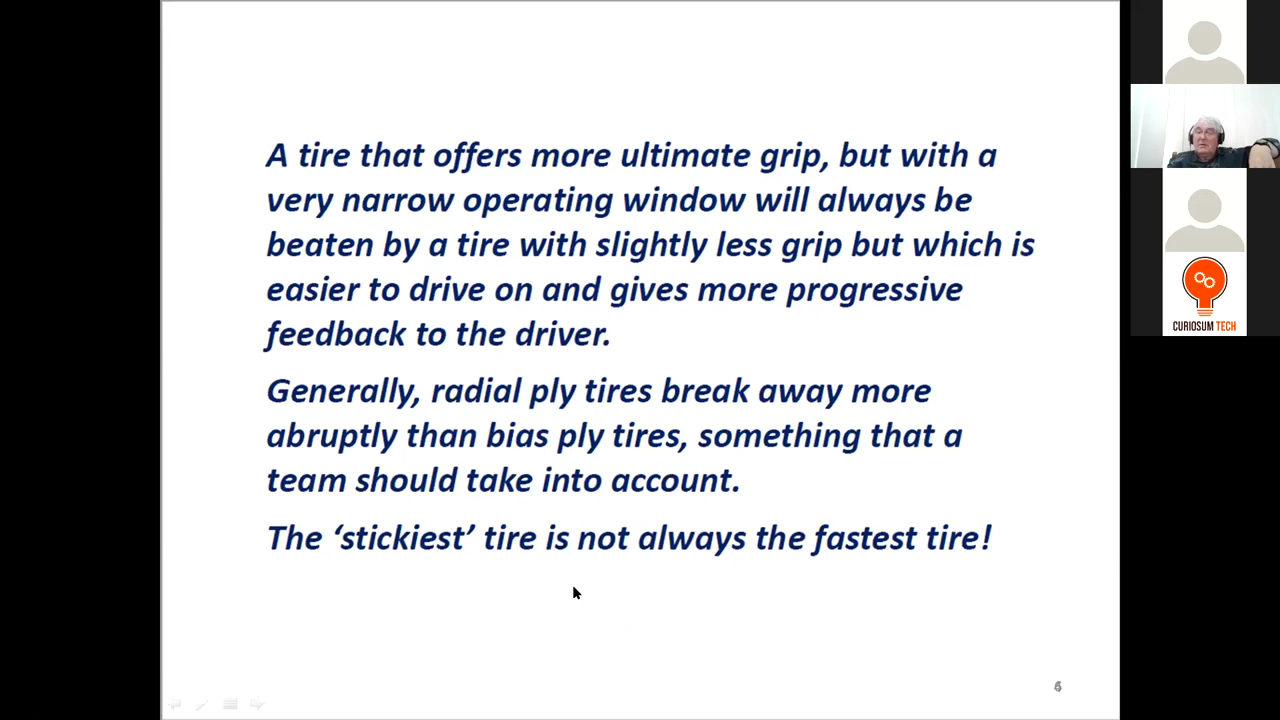 A tire that offers more ultimate grip, but with a
very narrow operating window will always be
beaten by a tire with slightly less grip but which is
easier to drive on and gives more progressive
feedback to the driver.
Generally, radial ply tires break away more
abruptly than bias ply tires, something that a
team should take into account.
The ‘stickiest’ tire is not always the fastest tire!
CURIOSUM TECH